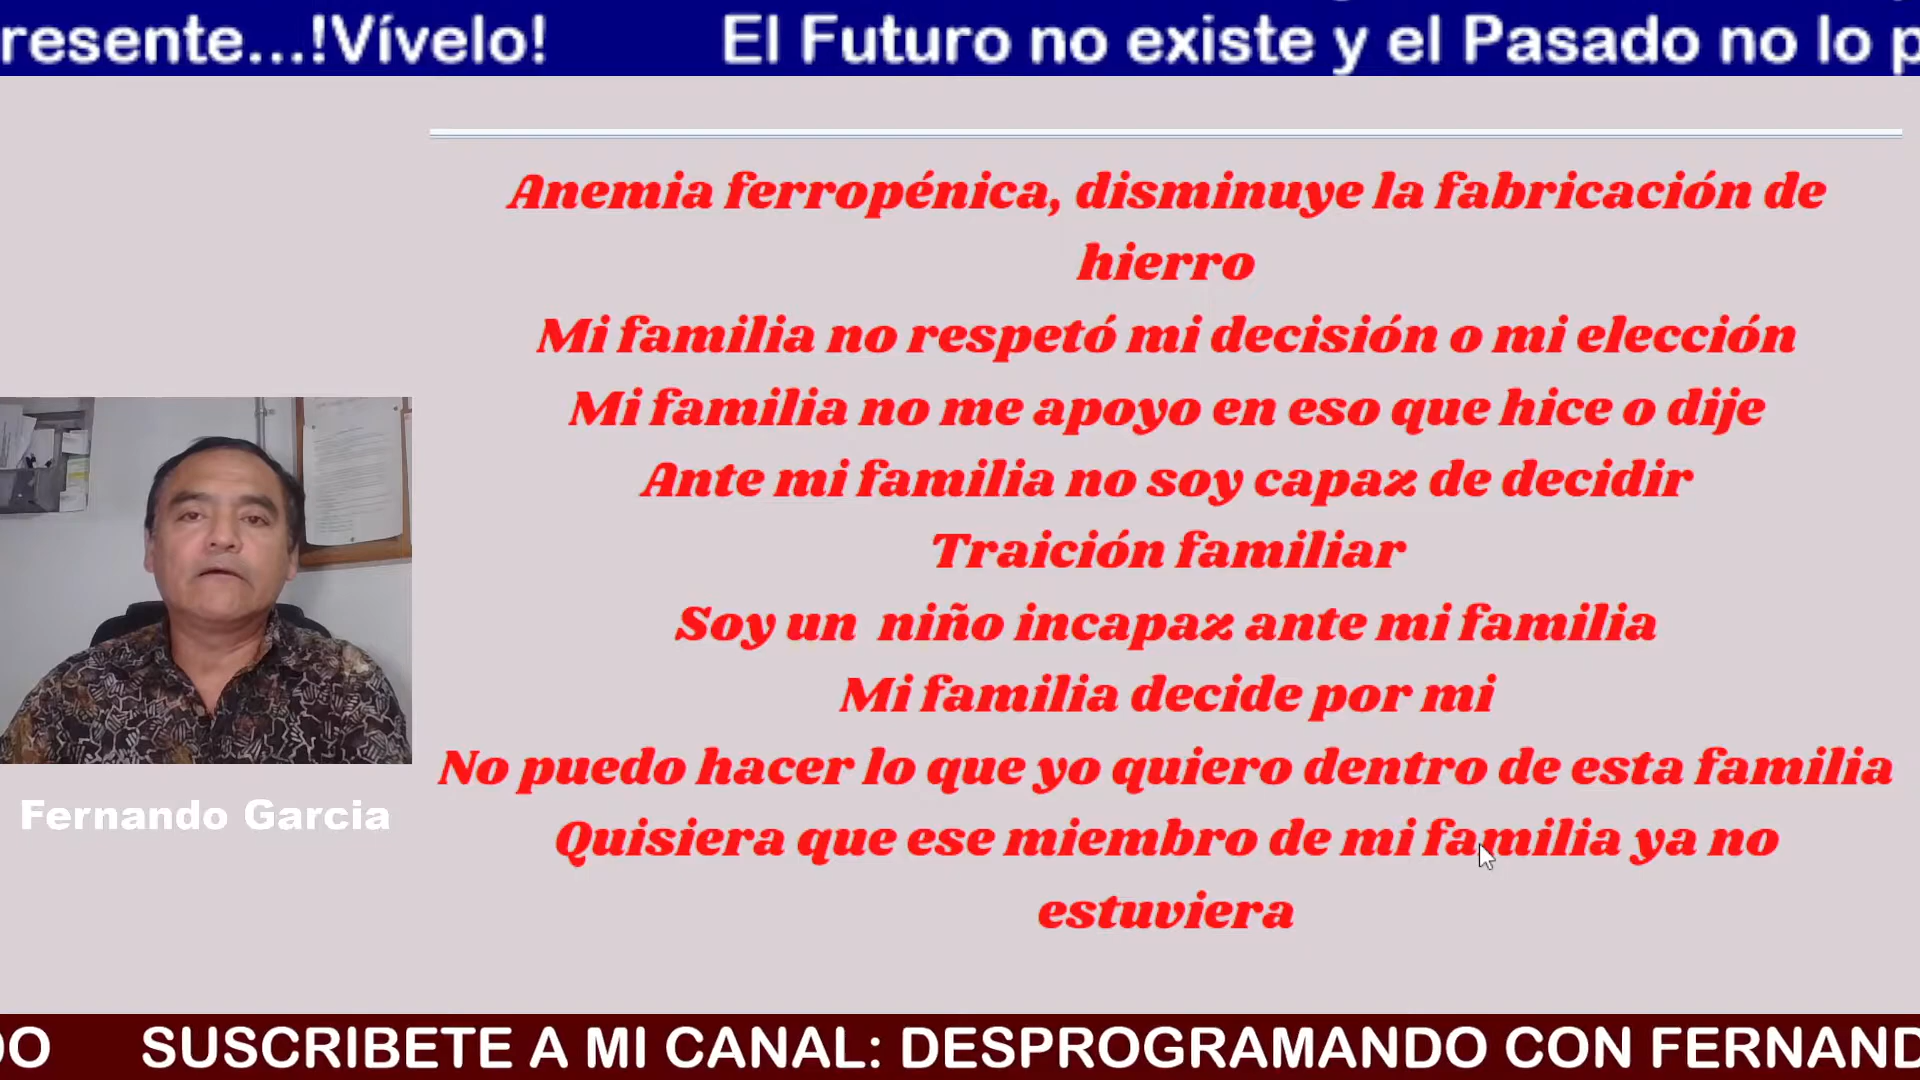 resente...!Vívelo! El Futuro no existe y el Pasado no lo
Anemia ferropénica, disminuye la fabricación de
hierro
Mi familia no respetó mi decisión o mi elección
Mi familia no me apoyo en eso que hice o dije
Ante mi familia no soy capaz de decidir
Traición familiar
Soy un niño incapaz ante mi familia
Mi familia decide por mi
No puedo hacer lo que yo quiero dentro de esta familia
Quisiera que ese miembro de mi familia ya no
estuviera
Fernando Garcia
DO SUSCRIBETE A MI CANAL: DESPROGRAMANDO CON FERNAND